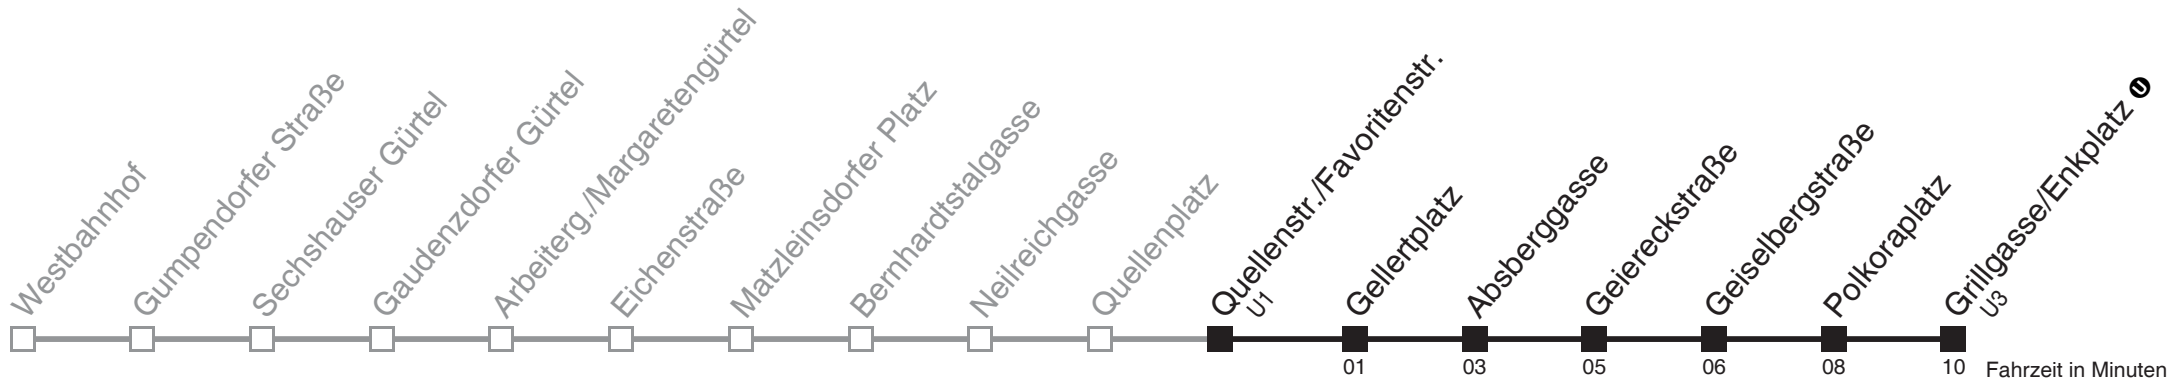 Westbahnhof
Gumpendorfer Straße
Sechshauser Gürtel
Gaudenzdorfer Gürtel
Arbeiterg./Margaretengürtel
Eichenstraße
Matzleinsdorfer Platz
Bernhardtstalgasse
Neilreichgasse
Quellenplatz
Quellenstr./Favoritenstr.
U1
Gellertplatz
Absberggasse
Geiereckstraße
Geiselbergstraße
Polkoraplatz
Grillgasse/Enkplatz U
U3
01 03 05 06 08 10 Fahrzeit in Minuten